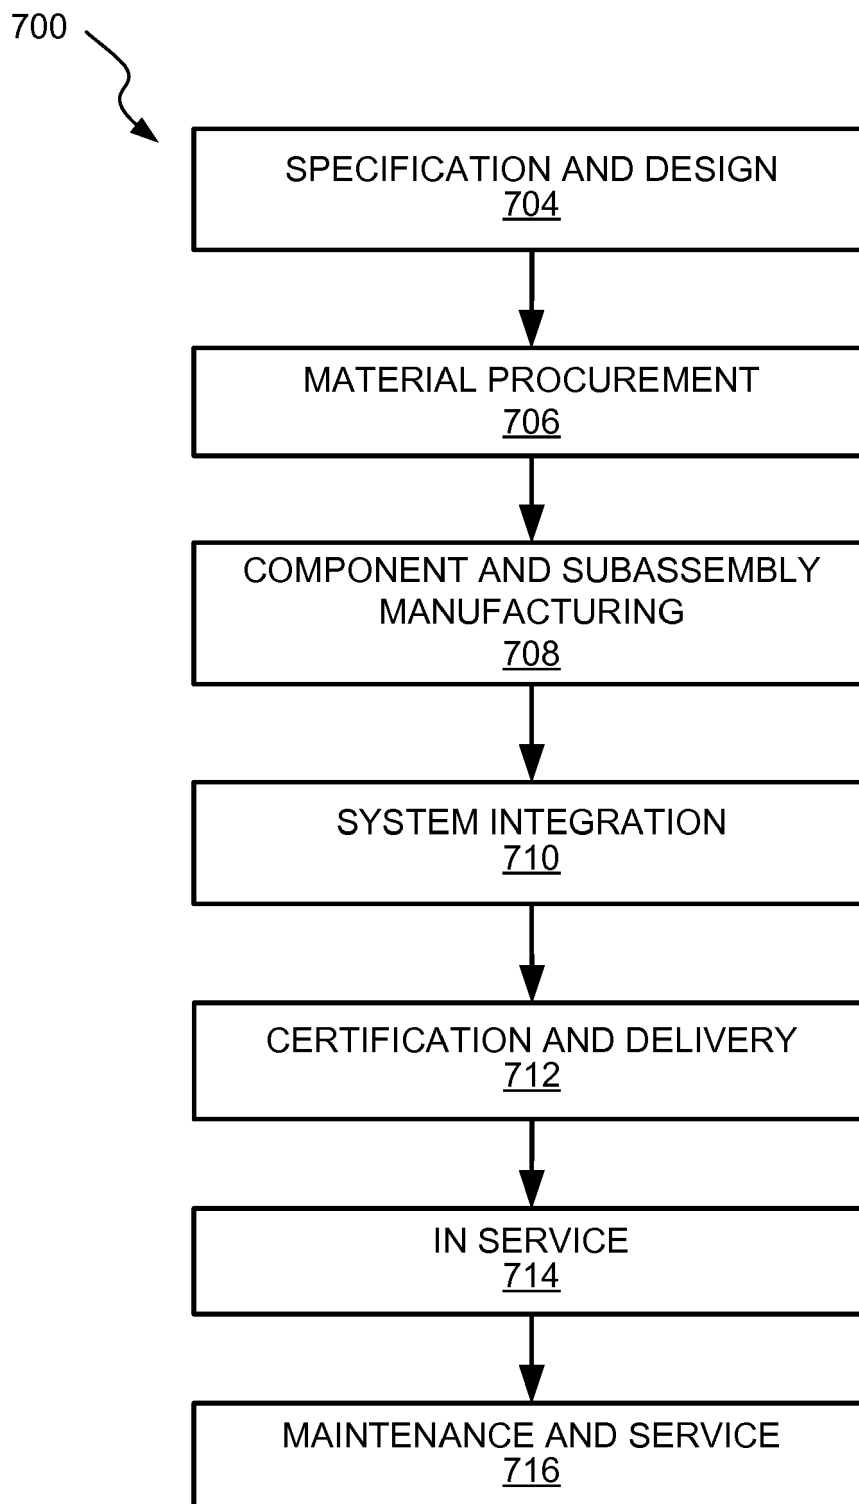 700
SPECIFICATION AND DESIGN
704
MATERIAL PROCUREMENT
706
COMPONENT AND SUBASSEMBLY
MANUFACTURING
708
SYSTEM INTEGRATION
710
CERTIFICATION AND DELIVERY
712
IN SERVICE
714
MAINTENANCE AND SERVICE
716